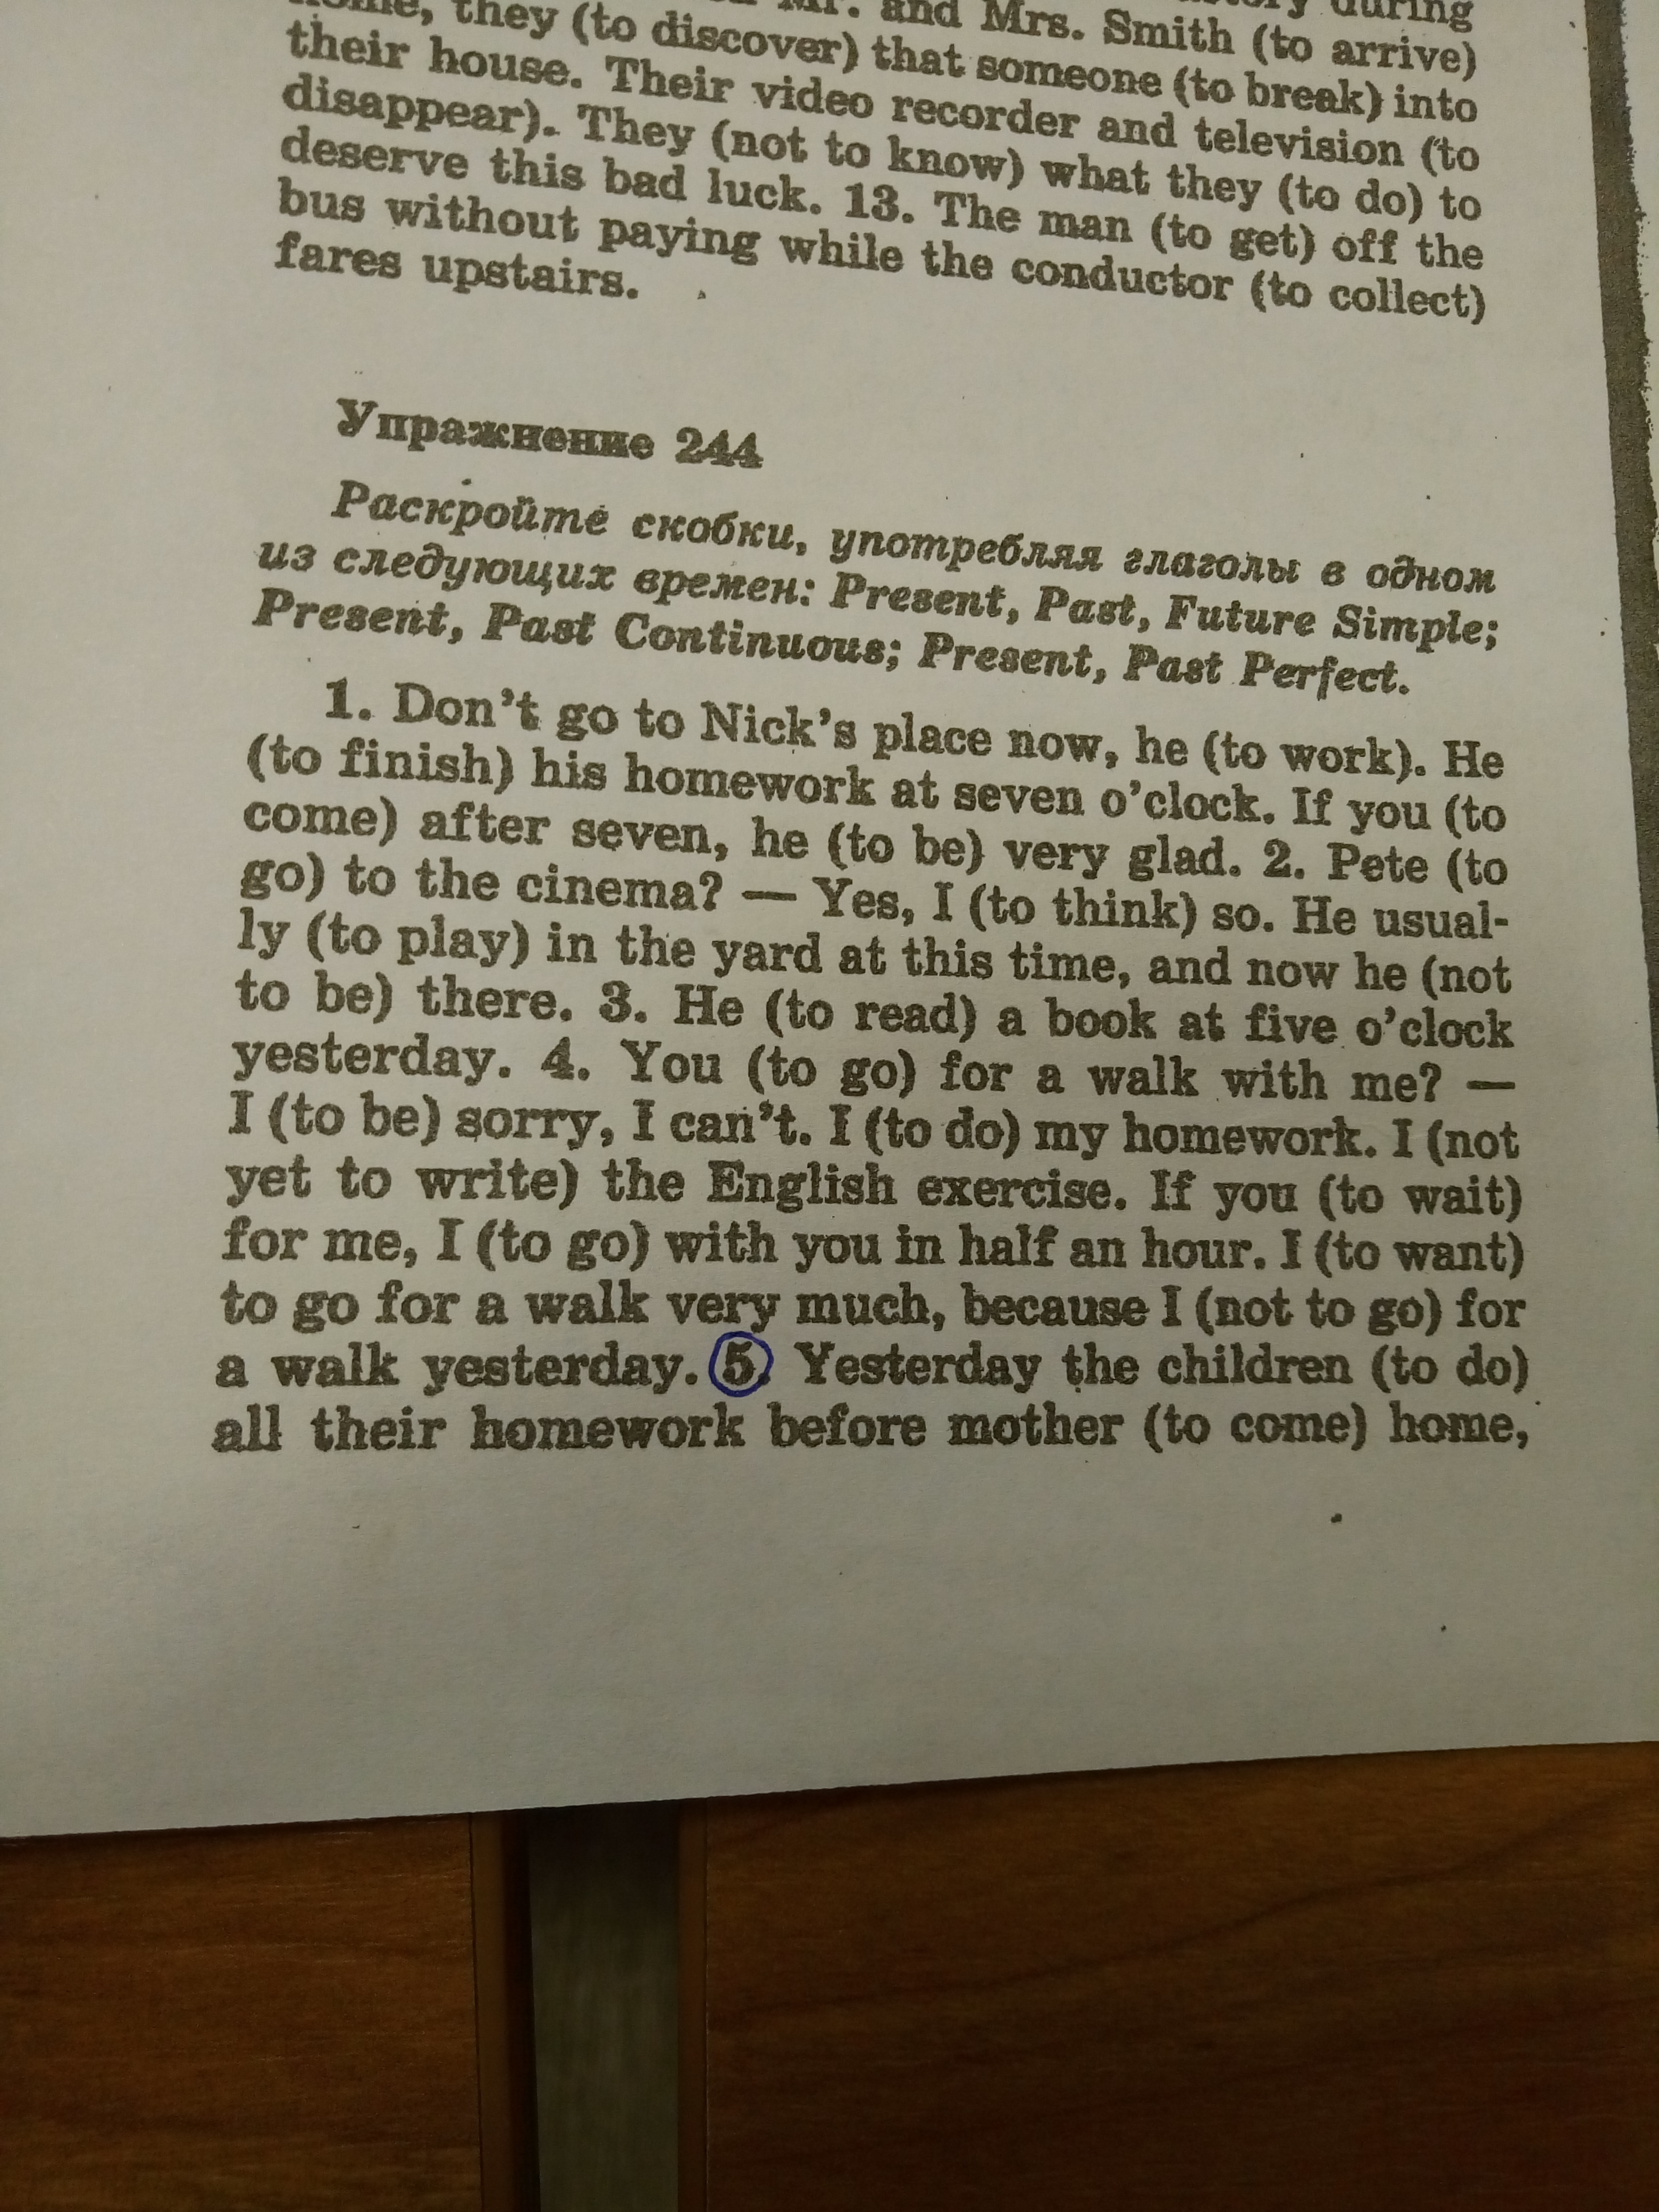 they (to discover) that someone (to break) into
Mr. and Mrs. Smith (to arrive)
their house. Their video recorder and television (to
disappear). They (not to know) what they (to do) to
deserve this bad luck. 13. The man (to get) off the
bus without paying while the conductor (to collect)
fares upstairs.
Упражнение 244
Раскройте скобки, употребляя глаголы в одном
из следующих времен: Present, Past, Future Simple;
Present, Past Continuous; Present, Past Perfect.
1. Don't go to Nick's place now, he (to work). He
(to finish) his homework at seven o'clock. If you (to
come) after seven, he (to be) very glad. 2. Pete (to
go) to the cinema? — Yes, I (to think) so. He usual-
ly (to play) in the yard at this time, and now he (not
to be) there. 3. He (to read) a book at five o'clock
yesterday. 4. You (to go) for a walk with me? —
I (to be) sorry, I can't. I (to do) my homework. I (not
yet to write) the English exercise. If you (to wait)
for me, I (to go) with you in half an hour. I (to want)
to go for a walk very much, because I (not to go) for
a walk yesterday. 5. Yesterday the children (to do)
all their homework before mother (to come) home,